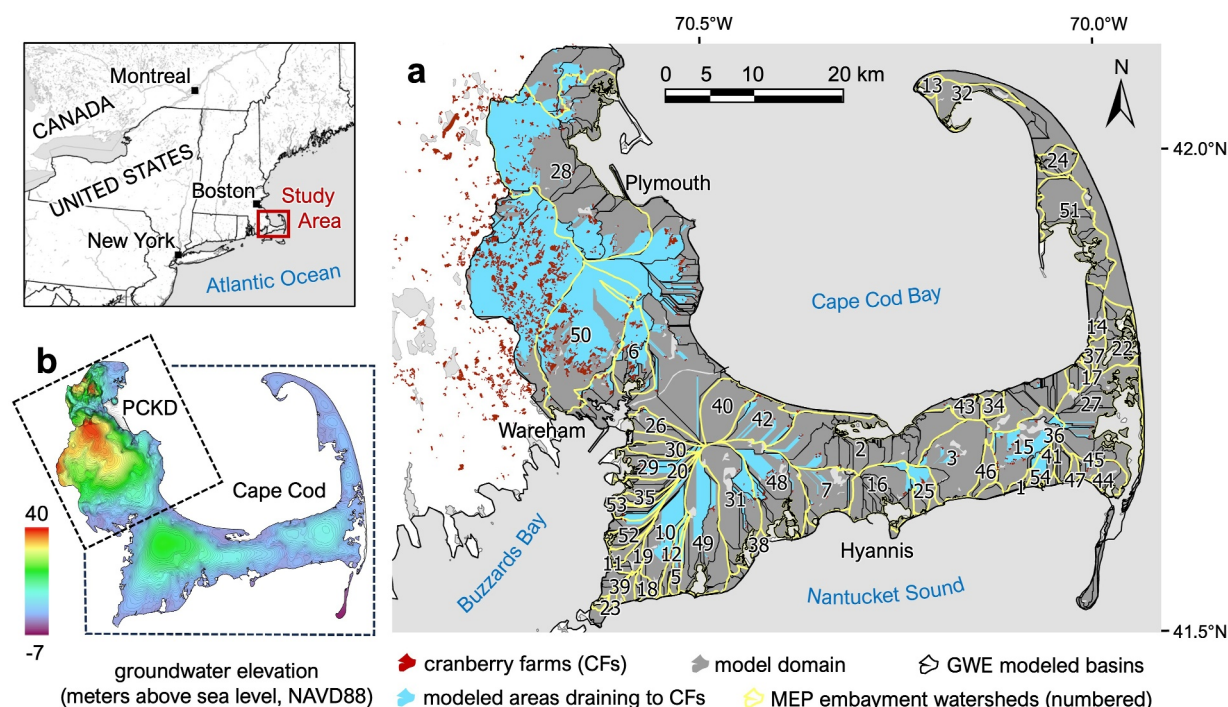 70.5°W
70.0°W
Montreal
CANADA
UNITED STATES
Boston
Study
Area
New York
Atlantic Ocean
a
0 5 10 20 km
N
13
32
42.0°N
24
28
Plymouth
51
Cape Cod Bay
50
6
14
22
37
17
27
40
42
43
34
Wareham
26
30
29
20
2
3
15
36
41
45
35
53
31
48
7
16
25
46
1
54
47
44
52
10
49
38
Hyannis
11
19
12
39
18
5
23
Buzzards Bay
Nantucket Sound
41.5°N
b
PCKD
Cape Cod
40
-7
groundwater elevation
(meters above sea level, NAVD88)
cranberry farms (CFs)
model domain
GWE modeled basins
modeled areas draining to CFs
MEP embayment watersheds (numbered)